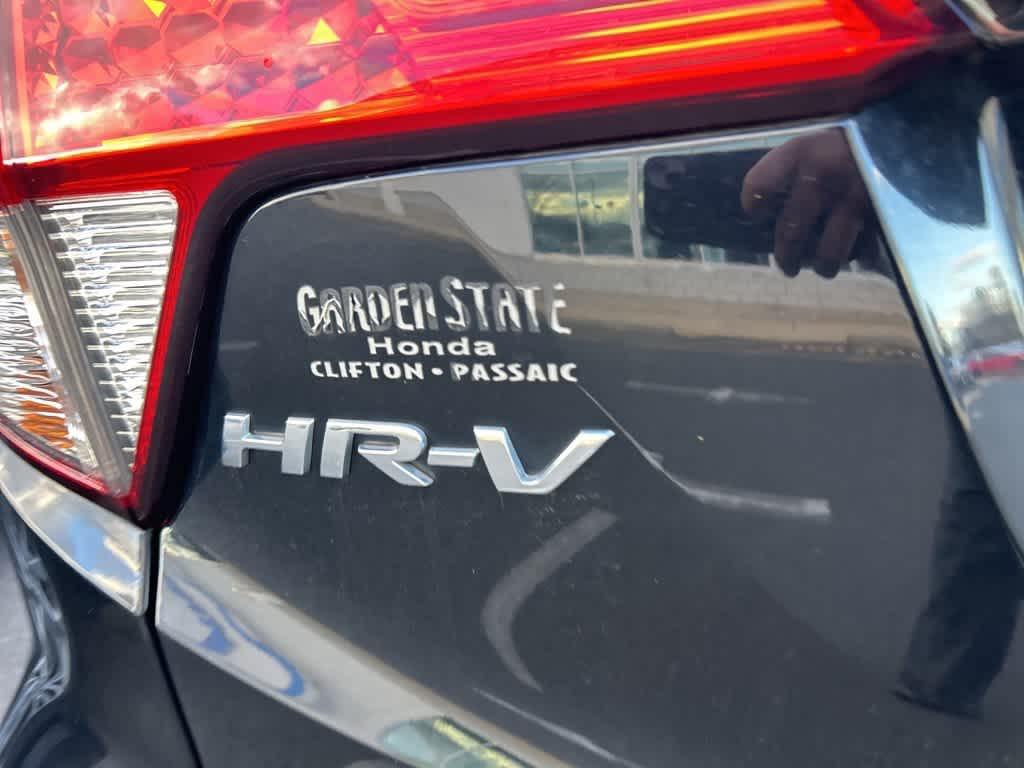 GARDEN STATE
Honda
CLIFTON • PASSAIC
HR-V